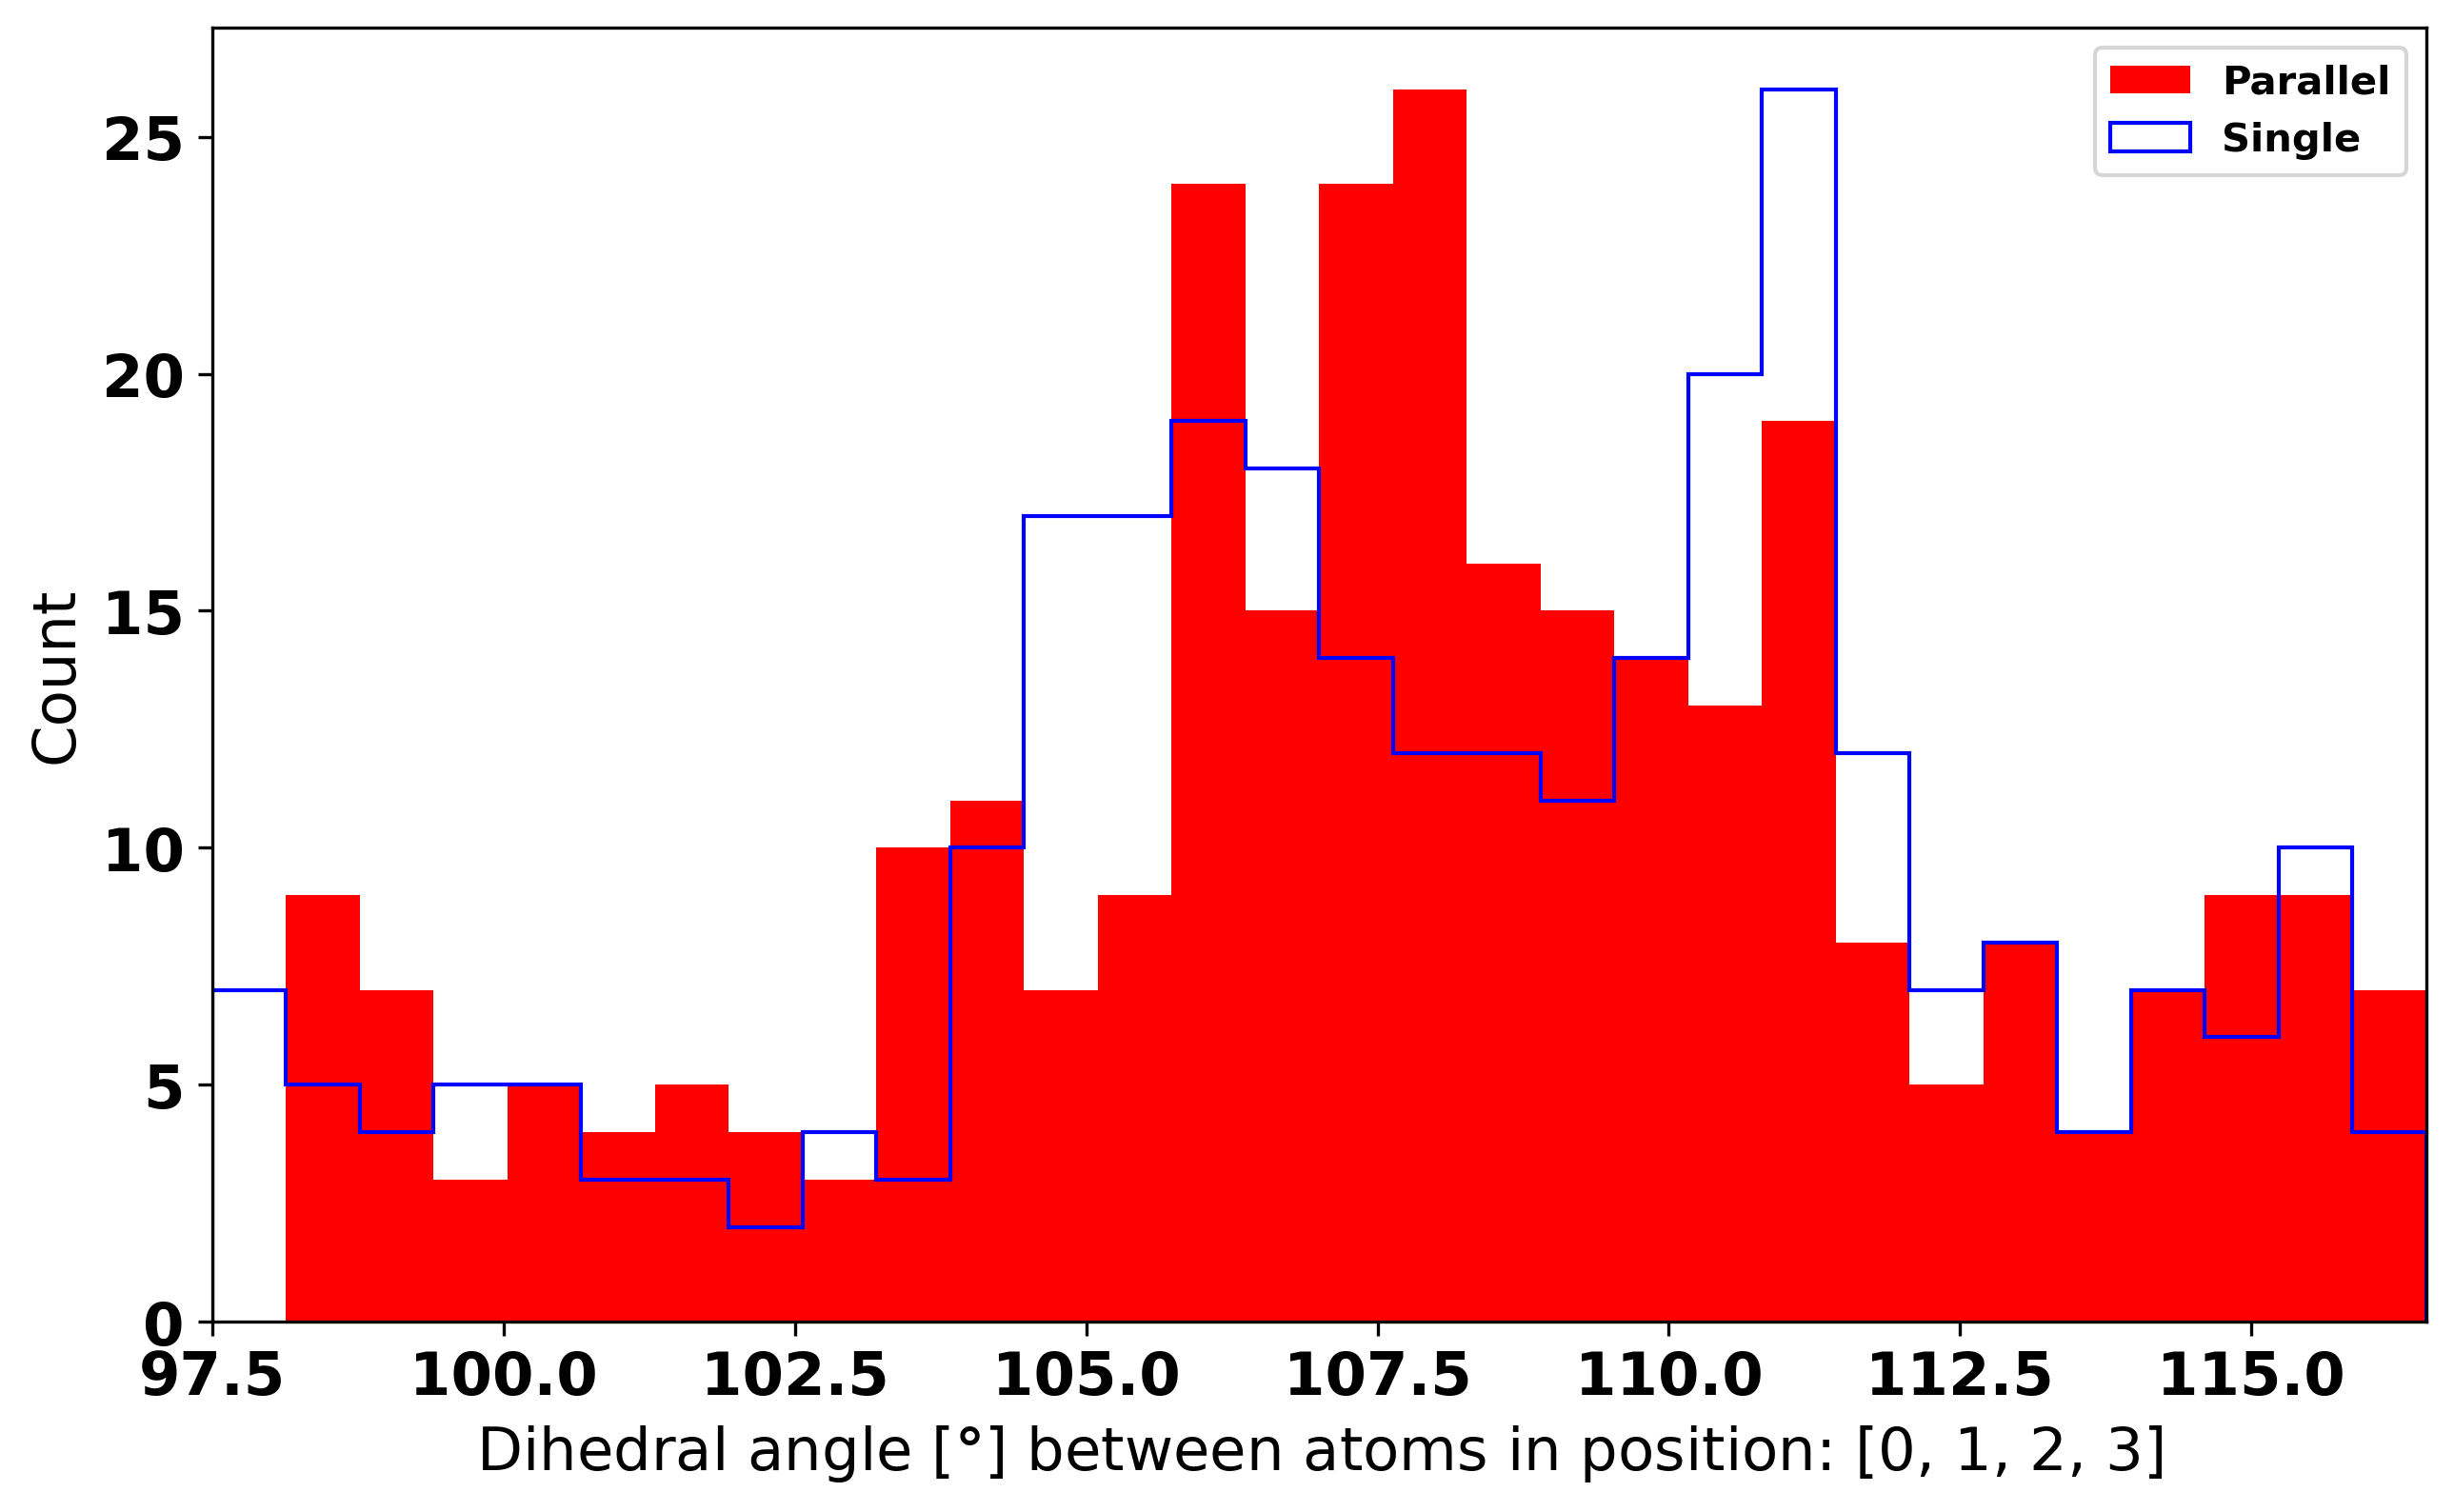 Parallel
Single
25
20
15
10
5
0
Count
97.5 100.0 102.5 105.0 107.5 110.0 112.5 115.0
Dihedral angle [°] between atoms in position: [0, 1, 2, 3]